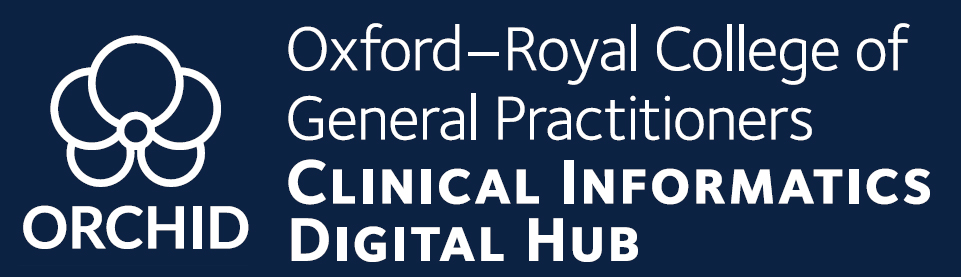 ORCHID
Oxford–Royal College of
General Practitioners
CLINICAL INFORMATICS
DIGITAL HUB